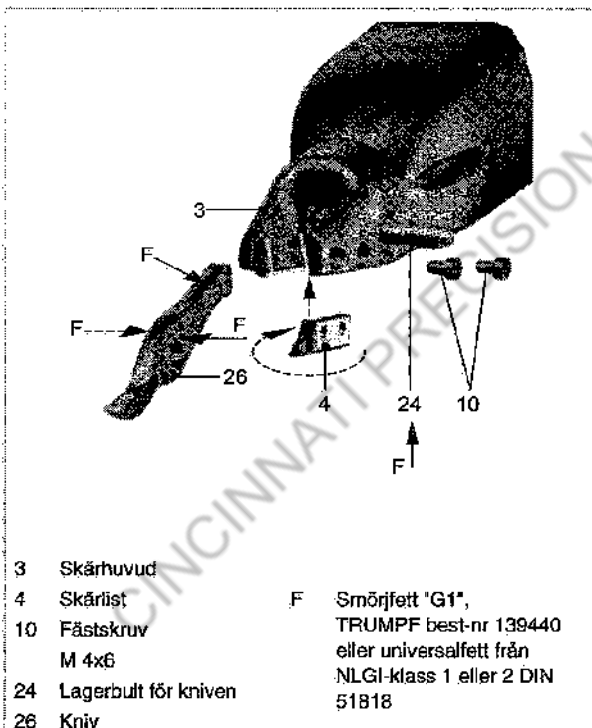 3
F
F
F
26
4
24
10
F
CINCINNATI PRECISION
3 Skärhuvud
4 Skärlist
10 Fästskruv
M 4x6
24 Lagerbult för kniven
26 Kniv
F Smörjfett "G1",
TRUMPF best-nr 139440
eller universalfett från
NLGI-klass 1 eller 2 DIN
51818